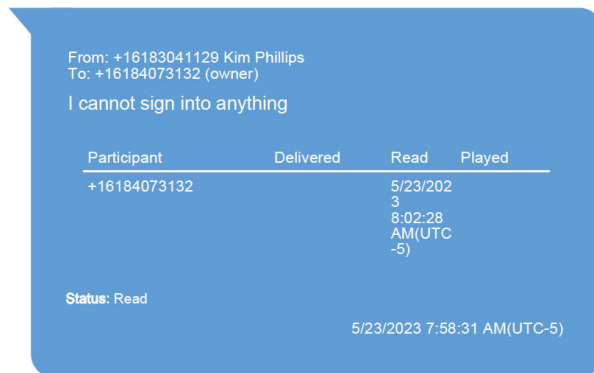 From: +16183041129 Kim Phillips
To: +16184073132 (owner)
I cannot sign into anything
Participant Delivered Read Played
+16184073132 5/23/202
3
8:02:28
AM(UTC
-5)
Status: Read
5/23/2023 7:58:31 AM(UTC-5)